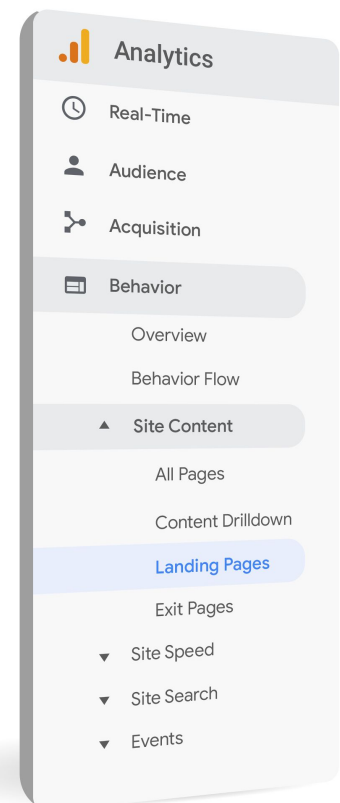 Analytics
Real-Time
Audience
Acquisition
Behavior
Overview
Behavior Flow
Site Content
All Pages
Content Drilldown
Landing Pages
Exit Pages
Site Speed
Site Search
Events